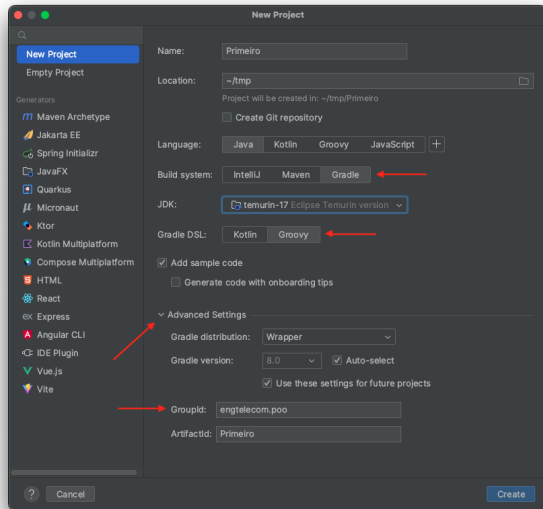 New Project
New Project
Empty Project
Generators
Maven Archetype
Jakarta EE
Spring Initializr
JavaFX
Quarkus
Micronaut
Ktor
Kotlin Multiplatform
Compose Multiplatform
HTML
React
ex Express
Angular CLI
IDE Plugin
Vue.js
Vite
Name: Primeiro
Location: ~/tmp
Project will be created in: ~/tmp/Primeiro
Create Git repository
Language: Java Kotlin Groovy JavaScript +
Build system: IntelliJ Maven Gradle
JDK: temurin-17 Eclipse Temurin version
Gradle DSL: Kotlin Groovy
Add sample code
Generate code with onboarding tips
Advanced Settings
Gradle distribution: Wrapper
Gradle version: 8.0 Auto-select
Use these settings for future projects
GroupId: engtelecom.poo
ArtifactId: Primeiro
? Cancel Create